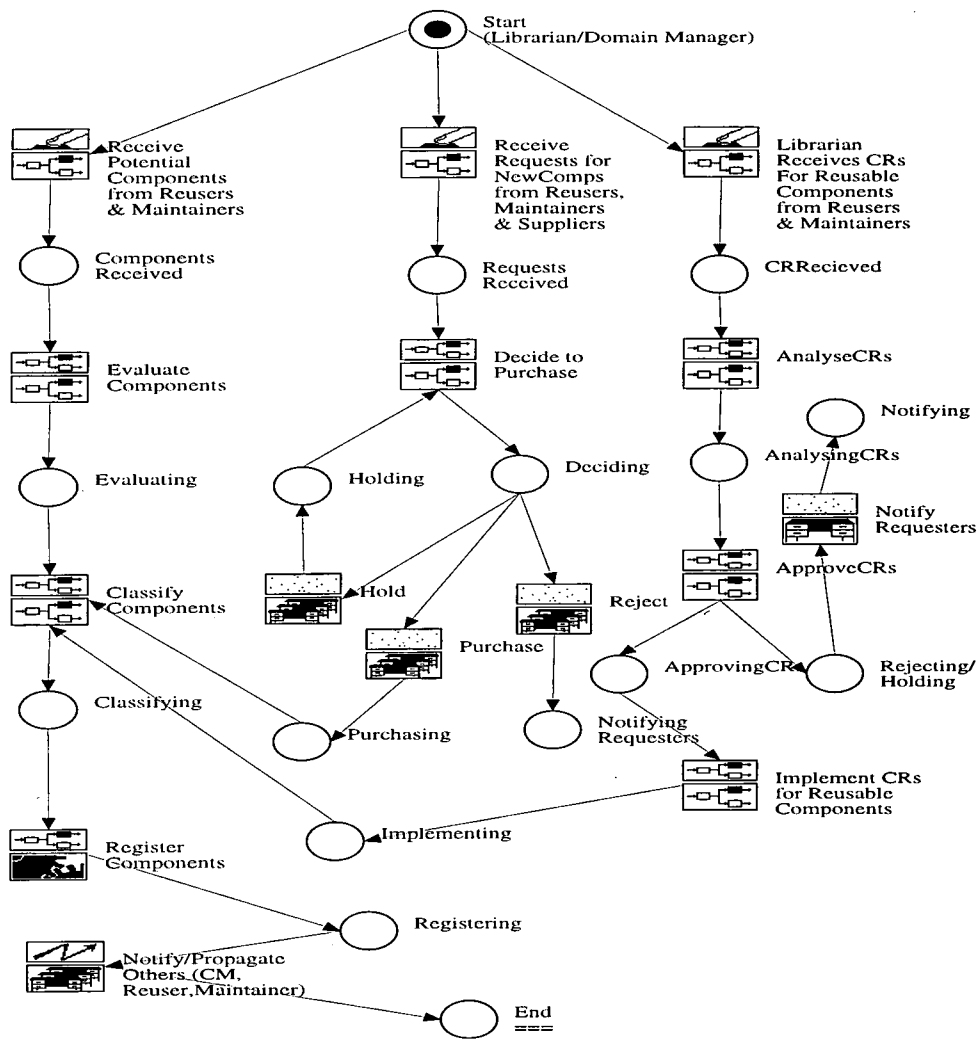 Start
(Librarian/Domain Manager)
Receive
Potential
Components
from Reusers
& Maintainers
Receive
Requests for
NewComps
from Reusers,
Maintainers
& Suppliers
Librarian
Receives CRs
For Reusable
Components
from Reusers
& Maintainers
Components
Received
Requests
Received
CRRecieved
Evaluate
Components
Decide to
Purchase
AnalyseCRs
Notifying
Evaluating
Holding
Deciding
AnalysingCRs
Notify
Requesters
Classify
Components
Hold
Purchase
Reject
ApproveCRs
ApprovingCR
Rejecting/
Holding
Classifying
Purchasing
Notifying
Requesters
Implement CRs
for Reusable
Components
Register
Components
Implementing
Registering
Notify/Propagate
Others (CM,
Reuser,Maintainer)
End
===